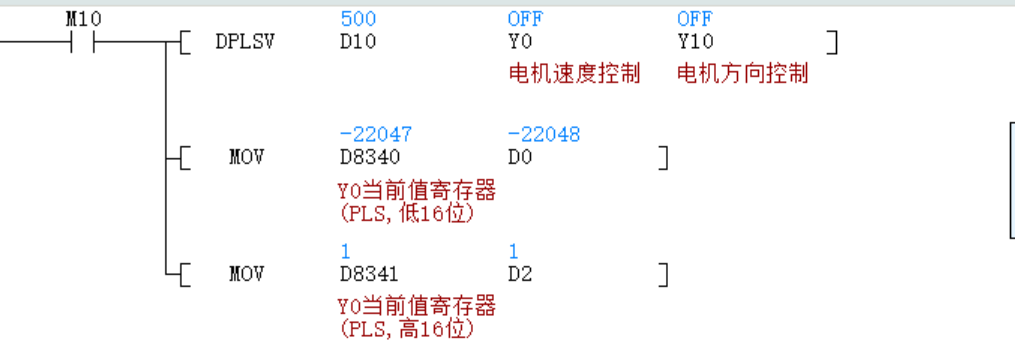 M10 500 OFF OFF
DPLSV D10 Y0 Y10
电机速度控制 电机方向控制
-22047 -22048
MOV D8340 D0
Y0当前值寄存器
(PLS,低16位)
1 1
MOV D8341 D2
Y0当前值寄存器
(PLS,高16位)